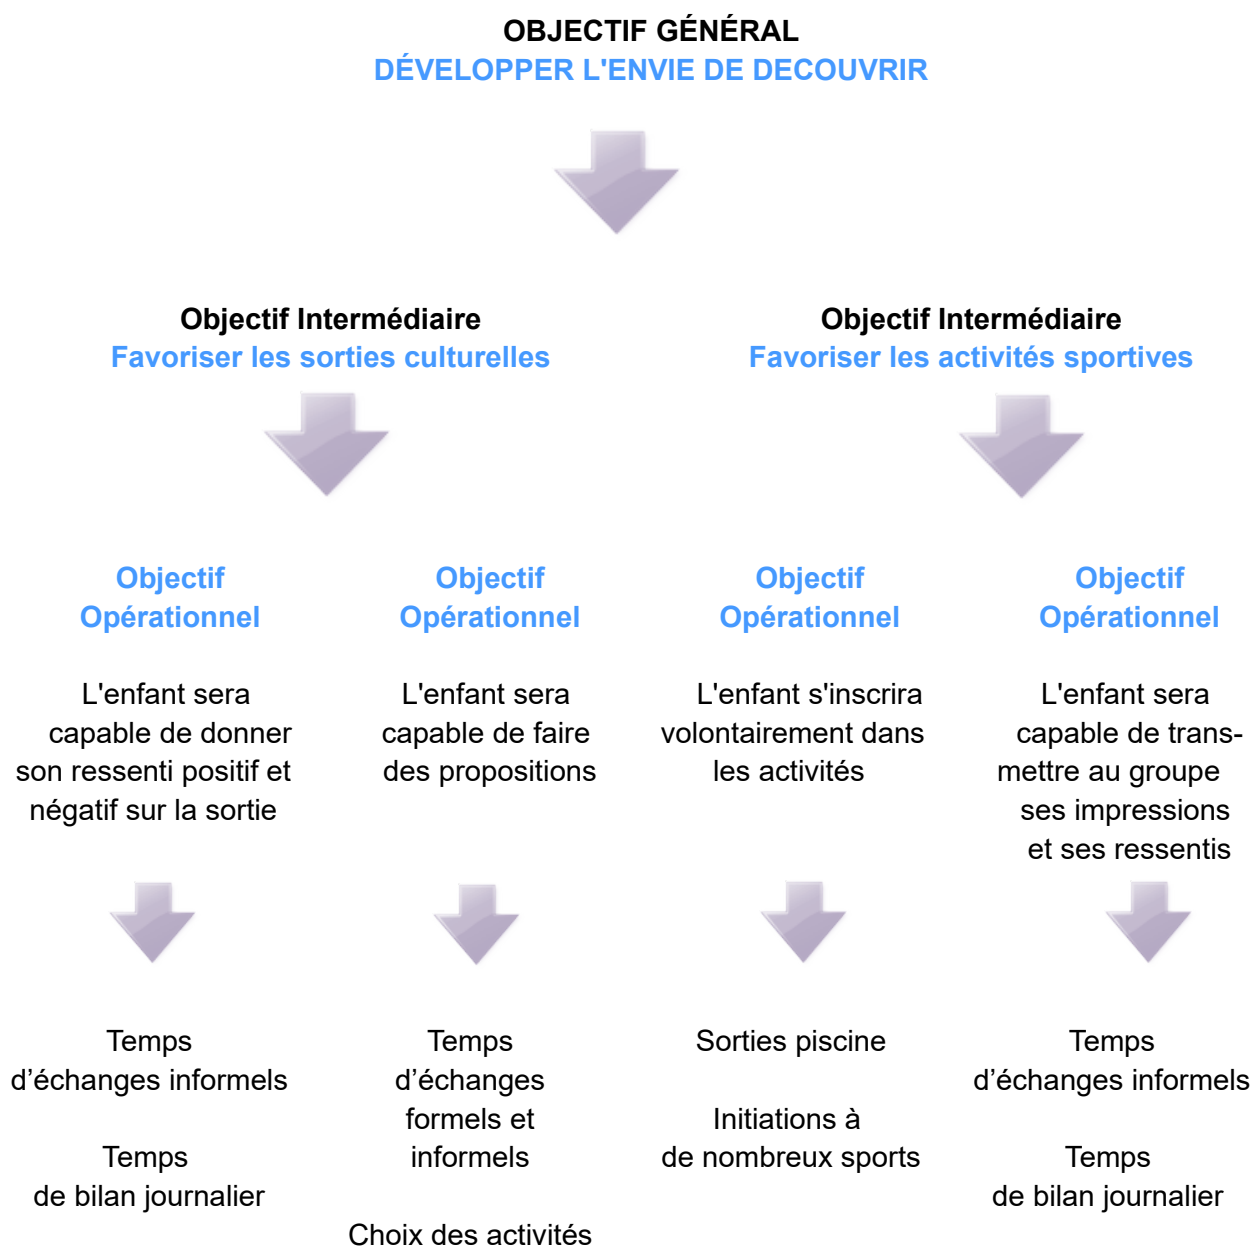 OBJECTIF GÉNÉRAL
DÉVELOPPER L'ENVIE DE DECOUVRIR
Objectif Intermédiaire
Favoriser les sorties culturelles
Objectif Intermédiaire
Favoriser les activités sportives
Objectif
Opérationnel
L'enfant sera
capable de donner
son ressenti positif et
négatif sur la sortie
Objectif
Opérationnel
L'enfant sera
capable de faire
des propositions
Objectif
Opérationnel
L'enfant s'inscrira
volontairement dans
les activités
Objectif
Opérationnel
L'enfant sera
capable de trans-
mettre au groupe
ses impressions
et ses ressentis
Temps
d’échanges informels
Temps
de bilan journalier
Temps
d’échanges
formels et
informels
Choix des activités
Sorties piscine
Initiations à
de nombreux sports
Temps
d’échanges informels
Temps
de bilan journalier